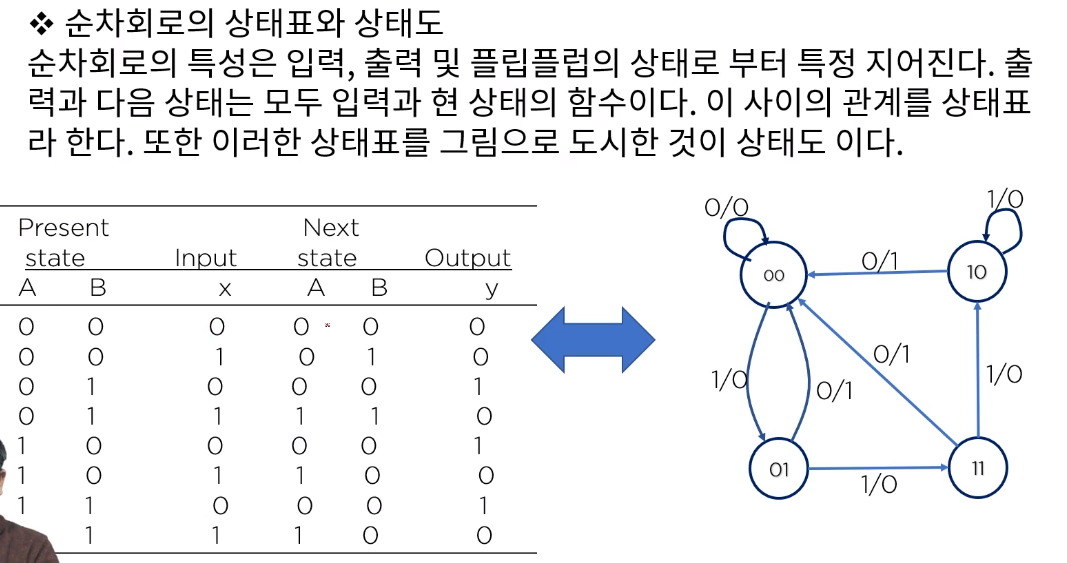 ❖ 순차회로의 상태표와 상태도
순차회로의 특성은 입력, 출력 및 플립플럽의 상태로 부터 특정 지어진다. 출
력과 다음 상태는 모두 입력과 현 상태의 함수이다. 이 사이의 관계를 상태표
라 한다. 또한 이러한 상태표를 그림으로 도시한 것이 상태도 이다.
Present Next
state Input state Output
A B x A B y
0 0 0 0 0 0
0 0 1 0 1 0
0 1 0 0 0 1
0 1 1 1 1 0
1 0 0 0 0 1
1 0 1 1 0 0
1 1 0 0 0 1
1 1 1 0 0
0/0
1/0
00
0/1
10
1/0
0/1
0/1
1/0
01
1/0
11